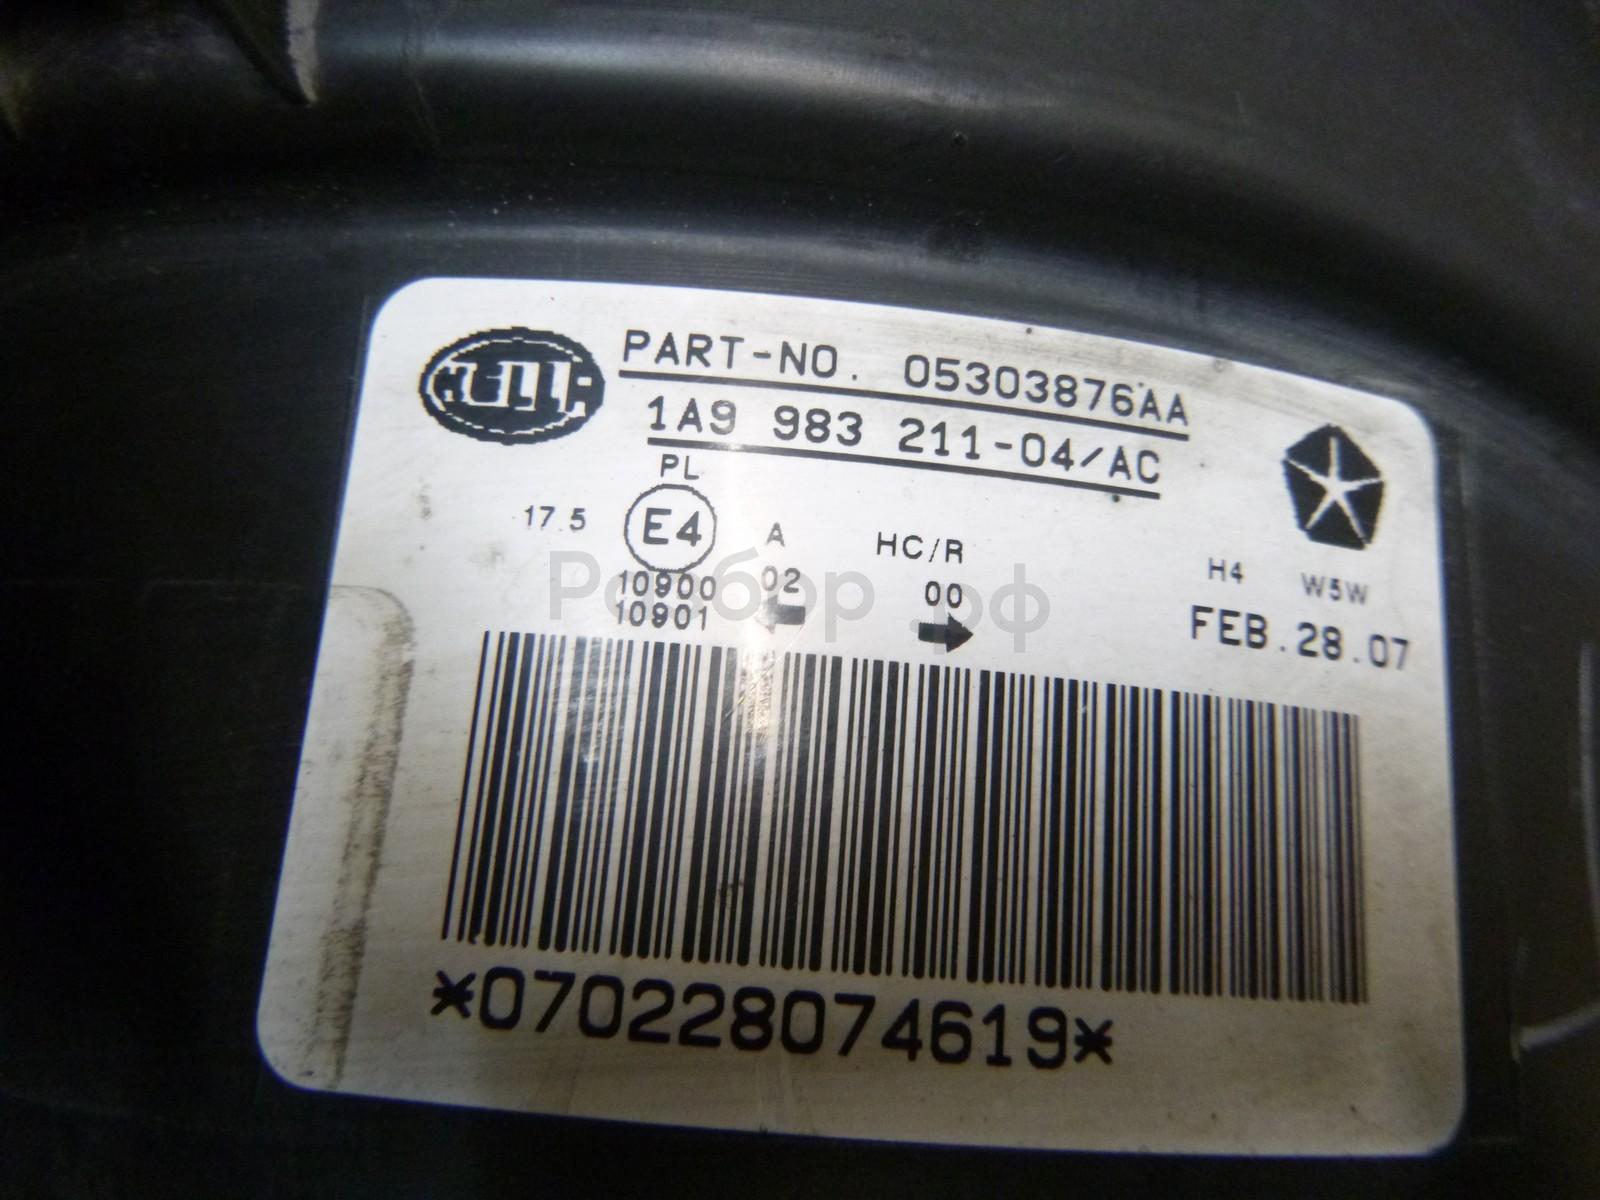 HELLA
PART-NO. 05303876AA
1A9 983 211-04/AC
PL
17.5 E4 A HC/R
10900 02 00
10901
H4 W5W
FEB.28.07
Разбор.рф
*070228074619*